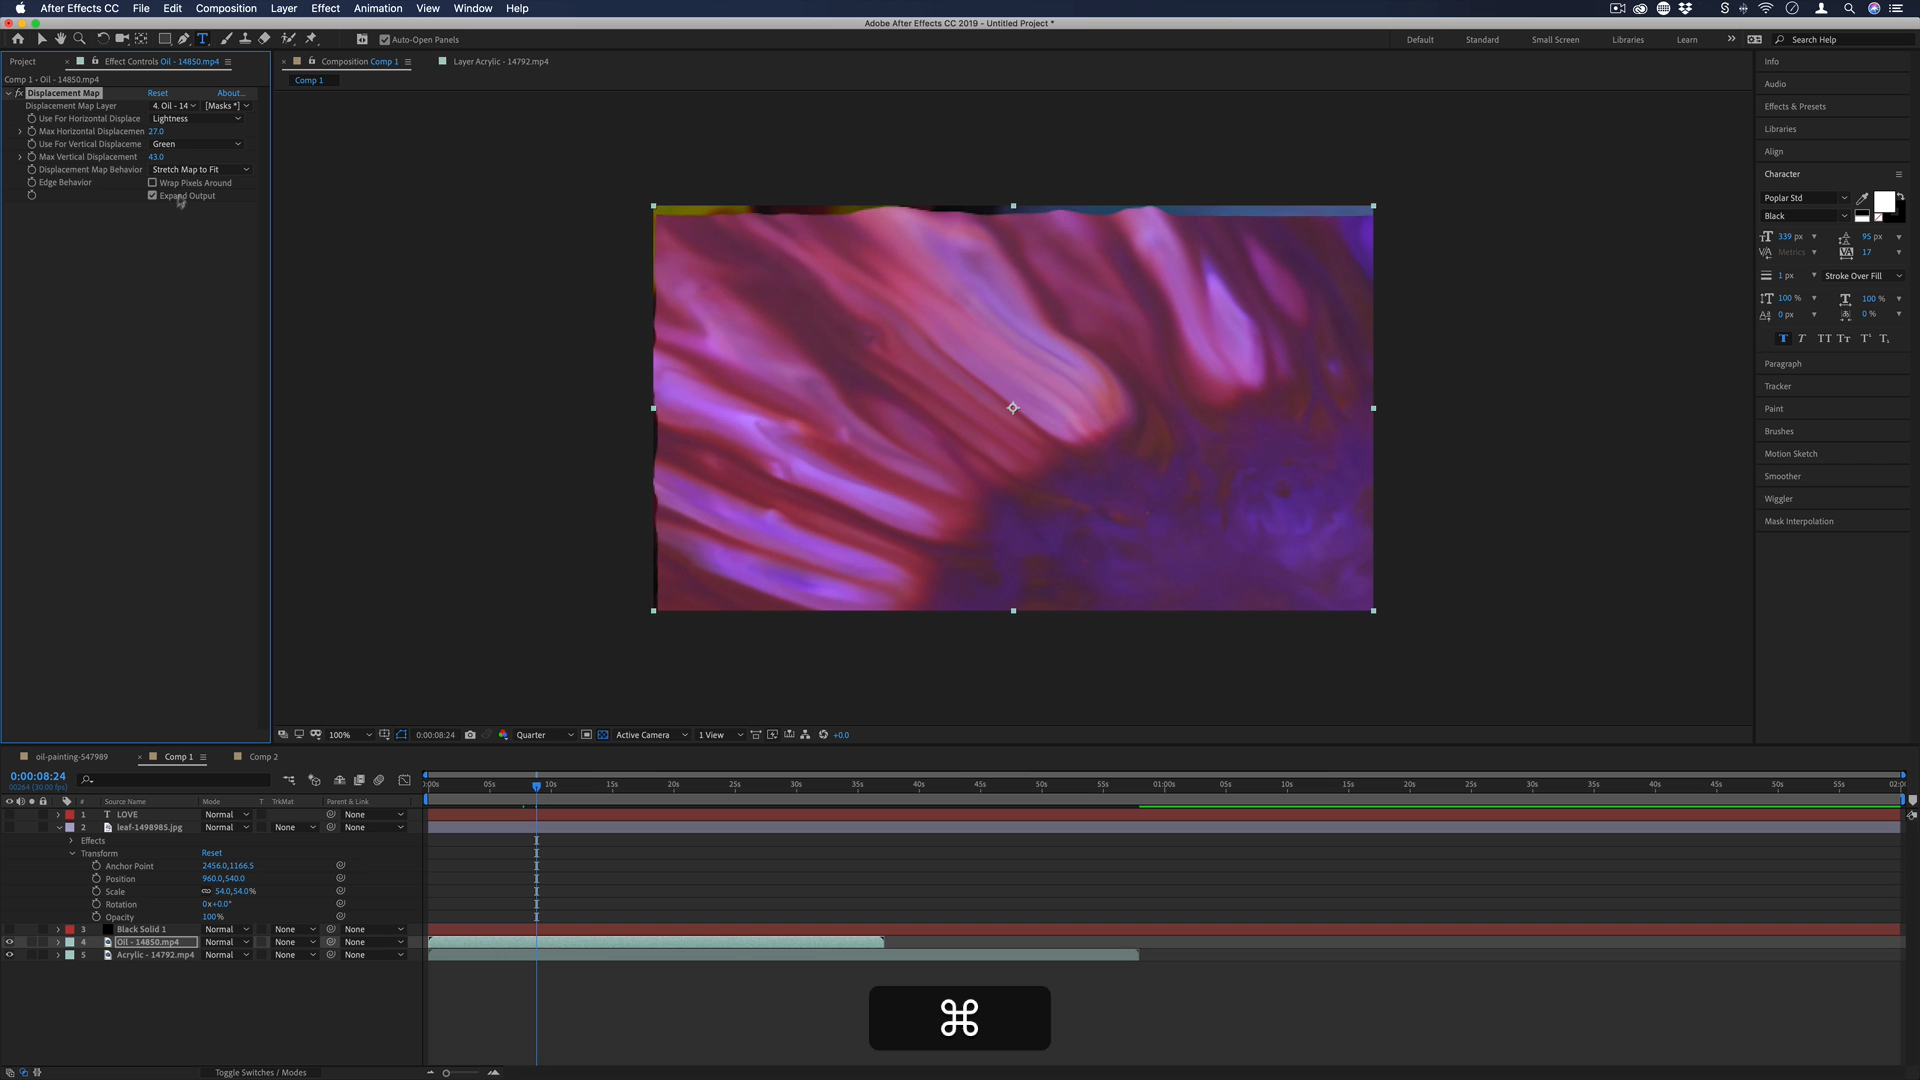 After Effects CC File Edit Composition Layer Effect Animation View Window Help
Adobe After Effects CC 2019 - Untitled Project *
Auto-Open Panels
Default Standard Small Screen Libraries Learn Search Help
Project Effect Controls Oil - 14850.mp4
Composition Comp 1 Layer Acrylic - 14792.mp4
Comp 1 • Oil - 14850.mp4
Comp 1
fx Displacement Map Reset About...
Displacement Map Layer 4. Oil - 14 [Masks *]
Use For Horizontal Displace Lightness
Max Horizontal Displacemen 27.0
Use For Vertical Displaceme Green
Max Vertical Displacement 43.0
Displacement Map Behavior Stretch Map to Fit
Edge Behavior Wrap Pixels Around
Expand Output
Info
Audio
Effects & Presets
Libraries
Align
Character
Poplar Std
Black
339 px 95 px
Metrics 17
1 px Stroke Over Fill
100 % 100 %
0 px 0 %
T T TT Tr T¹ T₁
Paragraph
Tracker
Paint
Brushes
Motion Sketch
Smoother
Wiggler
Mask Interpolation
100% 0:00:08:24 Quarter Active Camera 1 View +0.0
oil-painting-547989 Comp 1 Comp 2
0:00:08:24
00264 (30.00 fps)
:00s 05s 10s 15s 20s 25s 30s 35s 40s 45s 50s 55s 01:00s 05s 10s 15s 20s 25s 30s 35s 40s 45s 50s 55s 02:0
# Source Name Mode T TrkMat Parent & Link
1 T LOVE Normal None
2 leaf-1498985.jpg Normal None None
Effects
Transform Reset
Anchor Point 2456.0,1166.5
Position 960.0,540.0
Scale 54.0,54.0%
Rotation 0x+0.0°
Opacity 100%
3 Black Solid 1 Normal None None
4 Oil - 14850.mp4 Normal None None
5 Acrylic - 14792.mp4 Normal None None
⌘
Toggle Switches / Modes